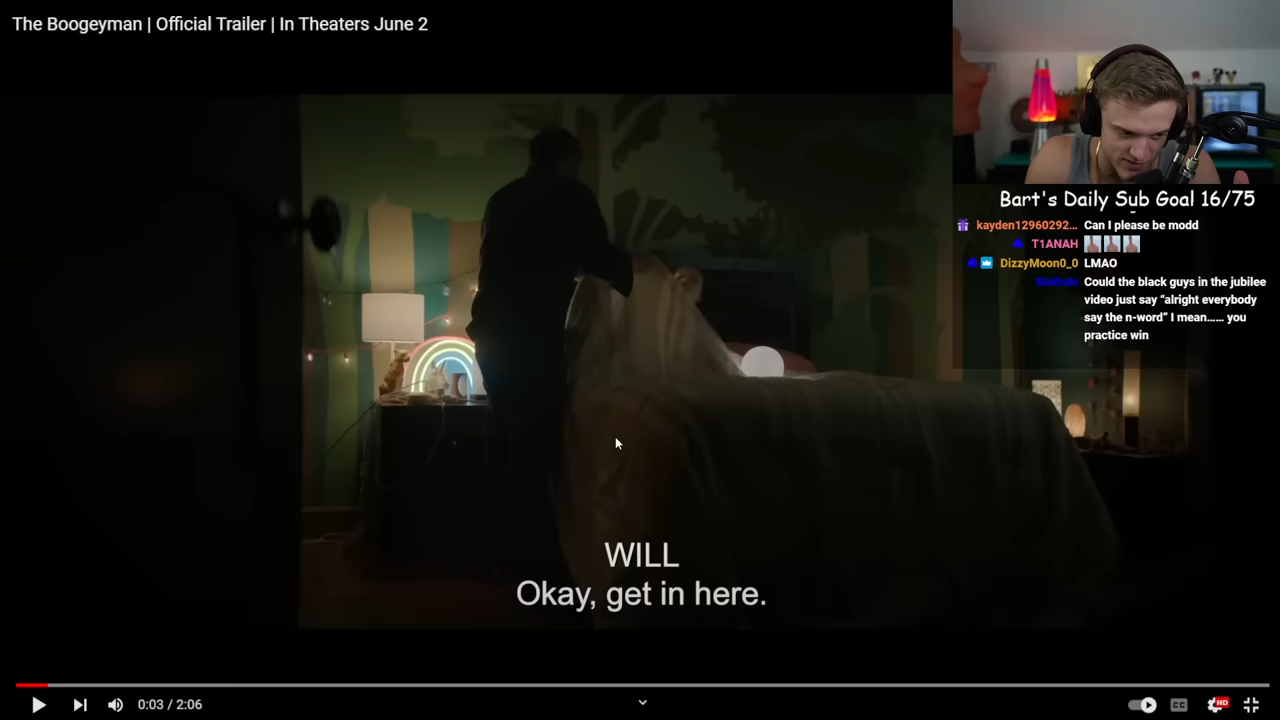 The Boogeyman | Official Trailer | In Theaters June 2
Bart's Daily Sub Goal 16/75
kayden12960292... Can I please be modd
T1ANAH
DizzyMoon0_0 LMAO
Could the black guys in the jubilee
video just say "alright everybody
say the n-word" I mean...... you
practice win
WILL
Okay, get in here.
0:03 / 2:06
CC
HD